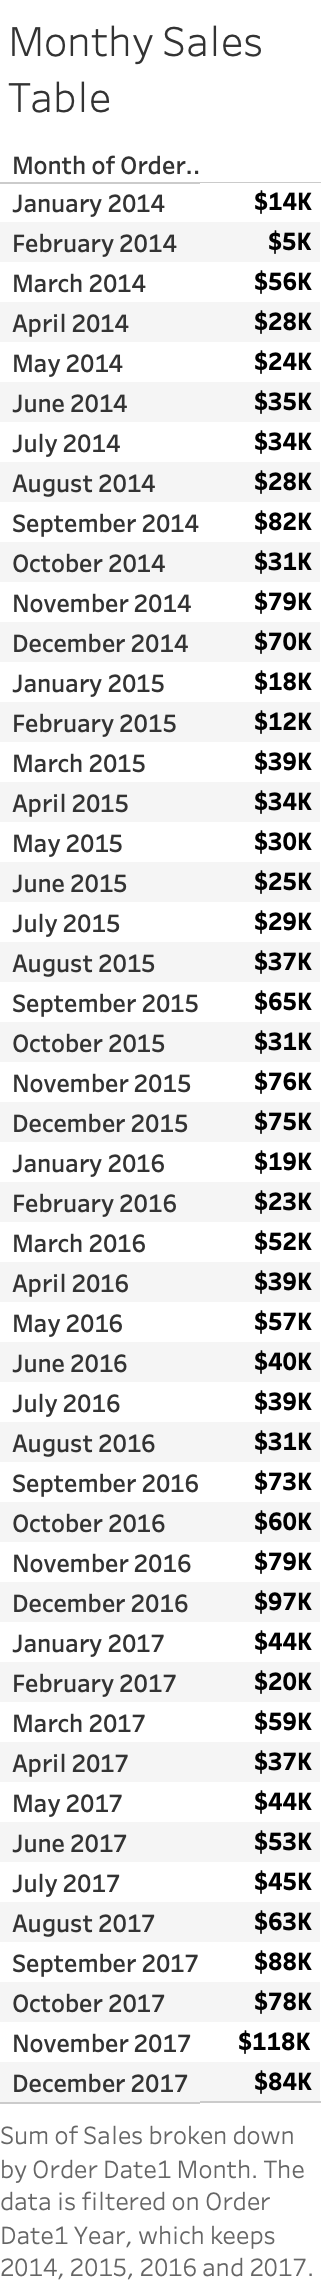 Monthy Sales
Table
Month of Order..
January 2014 $14K
February 2014 $5K
March 2014 $56K
April 2014 $28K
May 2014 $24K
June 2014 $35K
July 2014 $34K
August 2014 $28K
September 2014 $82K
October 2014 $31K
November 2014 $79K
December 2014 $70K
January 2015 $18K
February 2015 $12K
March 2015 $39K
April 2015 $34K
May 2015 $30K
June 2015 $25K
July 2015 $29K
August 2015 $37K
September 2015 $65K
October 2015 $31K
November 2015 $76K
December 2015 $75K
January 2016 $19K
February 2016 $23K
March 2016 $52K
April 2016 $39K
May 2016 $57K
June 2016 $40K
July 2016 $39K
August 2016 $31K
September 2016 $73K
October 2016 $60K
November 2016 $79K
December 2016 $97K
January 2017 $44K
February 2017 $20K
March 2017 $59K
April 2017 $37K
May 2017 $44K
June 2017 $53K
July 2017 $45K
August 2017 $63K
September 2017 $88K
October 2017 $78K
November 2017 $118K
December 2017 $84K
Sum of Sales broken down
by Order Date1 Month. The
data is filtered on Order
Date1 Year, which keeps
2014, 2015, 2016 and 2017.